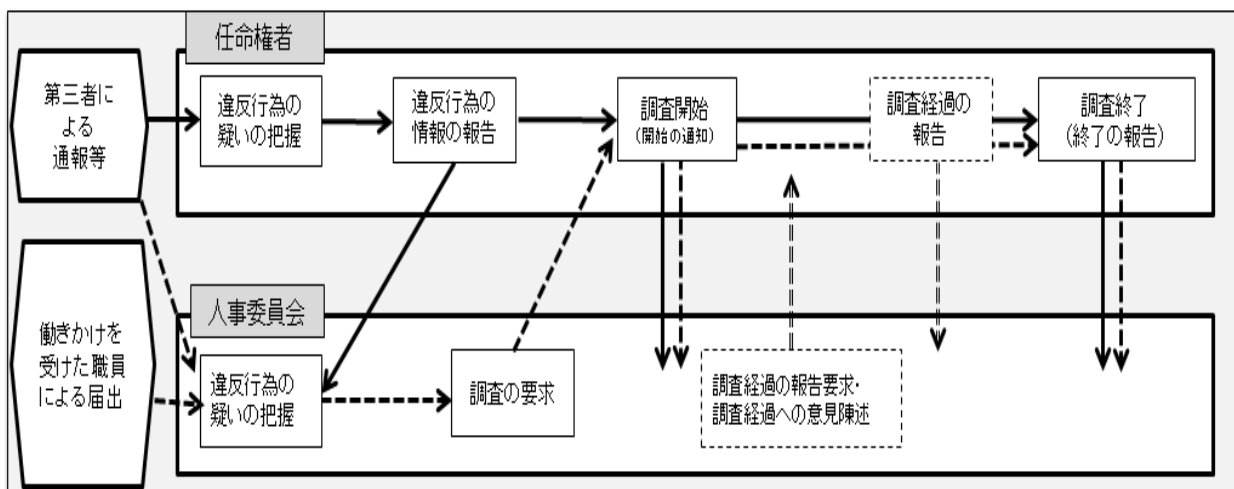 任命権者
第三者に
よる
通報等
違反行為の
疑いの把握
違反行為の
情報の報告
調査開始
(開始の通知)
調査経過の
報告
調査終了
(終了の報告)
人事委員会
働きかけを
受けた職員
による届出
違反行為の
疑いの把握
調査の要求
調査経過の報告要求・
調査経過への意見陳述